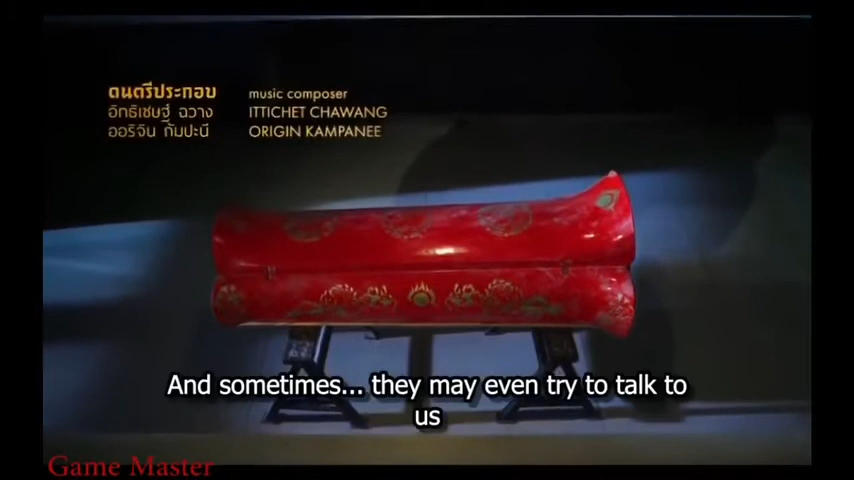 ดนตรีประกอบ
อิทธิเชษฐ์ ฉวาง
ออริจิน กัมปะนี
music composer
ITTICHET CHAWANG
ORIGIN KAMPANEE
And sometimes... they may even try to talk to
us
Game Master